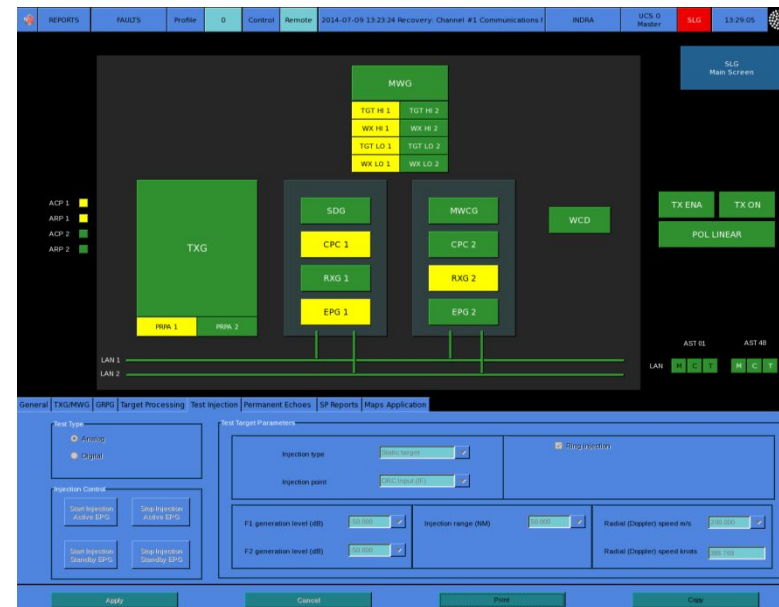 REPORTS FAULTS Profile 0 Control Remote 2014-07-09 13:23:24 Recovery: Channel #1 Communications INDRA UCS 0 Master SLG 13:29:05
SLG
Main Screen
MWG
TGT HI 1 TGT HI 2
WX HI 1 WX HI 2
TGT LO 1 TGT LO 2
WX LO 1 WX LO 2
ACP 1
ARP 1
ACP 2
ARP 2
TXG
PRPA 1 PRPA 2
SDG
CPC 1
RXG 1
EPG 1
MWCG
CPC 2
RXG 2
EPG 2
WCD
TX ENA TX ON
POL LINEAR
AST 01 AST 48
LAN M C T M C T
LAN 1
LAN 2
General TXG/MWG GRPG Target Processing Test Injection Permanent Echoes SP Reports Maps Application
Test Type
Analog
Digital
Injection Control
Start Injection Active EPG
Stop Injection Active EPG
Start Injection Standby EPG
Stop Injection Standby EPG
Test Target Parameters
Injection type Static target
Injection point DRC Input (IF)
Ring injection
F1 generation level (dB) 50.000
F2 generation level (dB) 50.000
Injection range (NM) 50.000
Radial (Doppler) speed m/s 200.000
Radial (Doppler) speed knots
Apply Cancel Print Copy